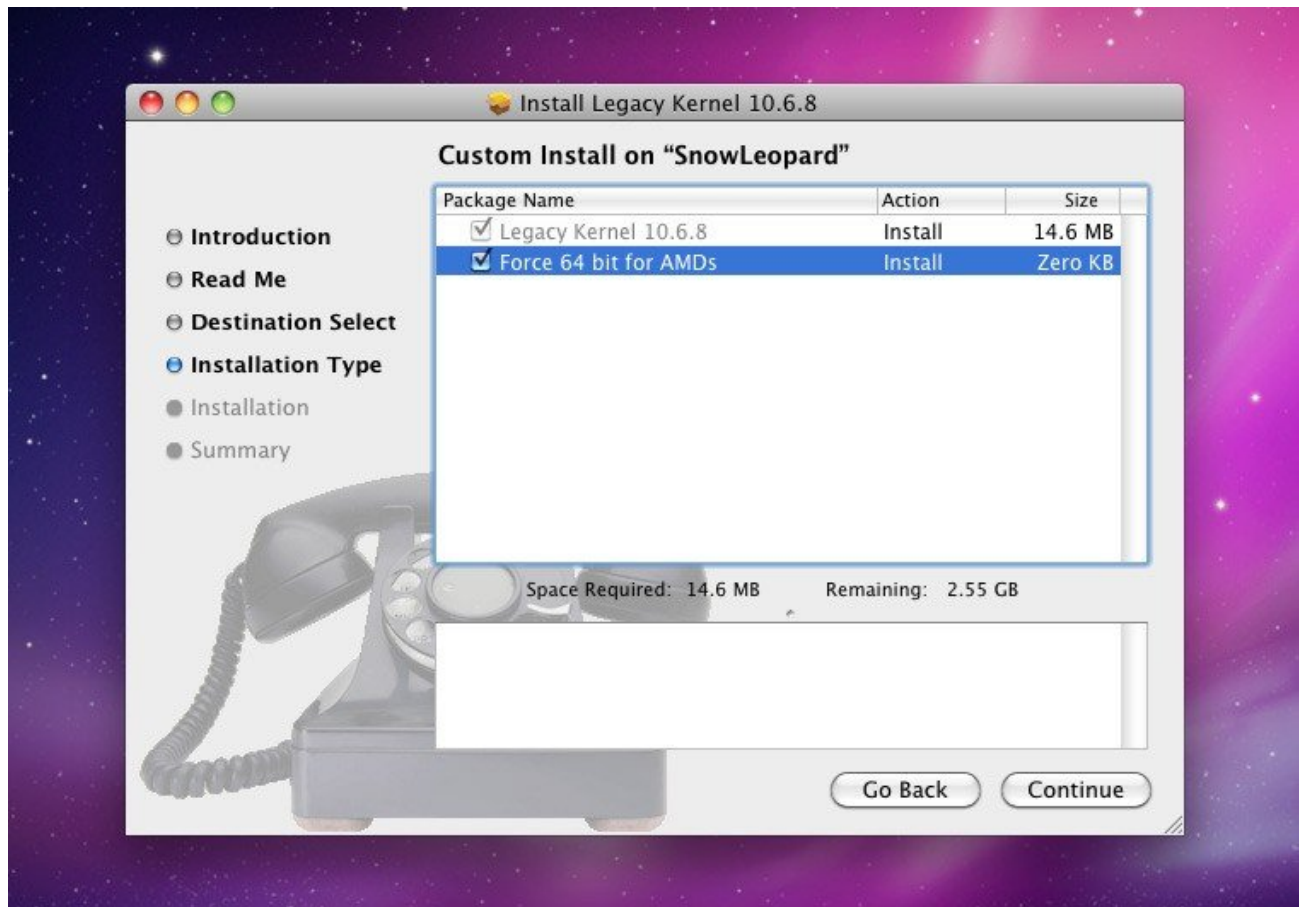 Install Legacy Kernel 10.6.8
Custom Install on “SnowLeopard”
Introduction
Read Me
Destination Select
Installation Type
Installation
Summary
Package Name Action Size
Legacy Kernel 10.6.8 Install 14.6 MB
Force 64 bit for AMDs Install Zero KB
Space Required: 14.6 MB Remaining: 2.55 GB
Go Back Continue